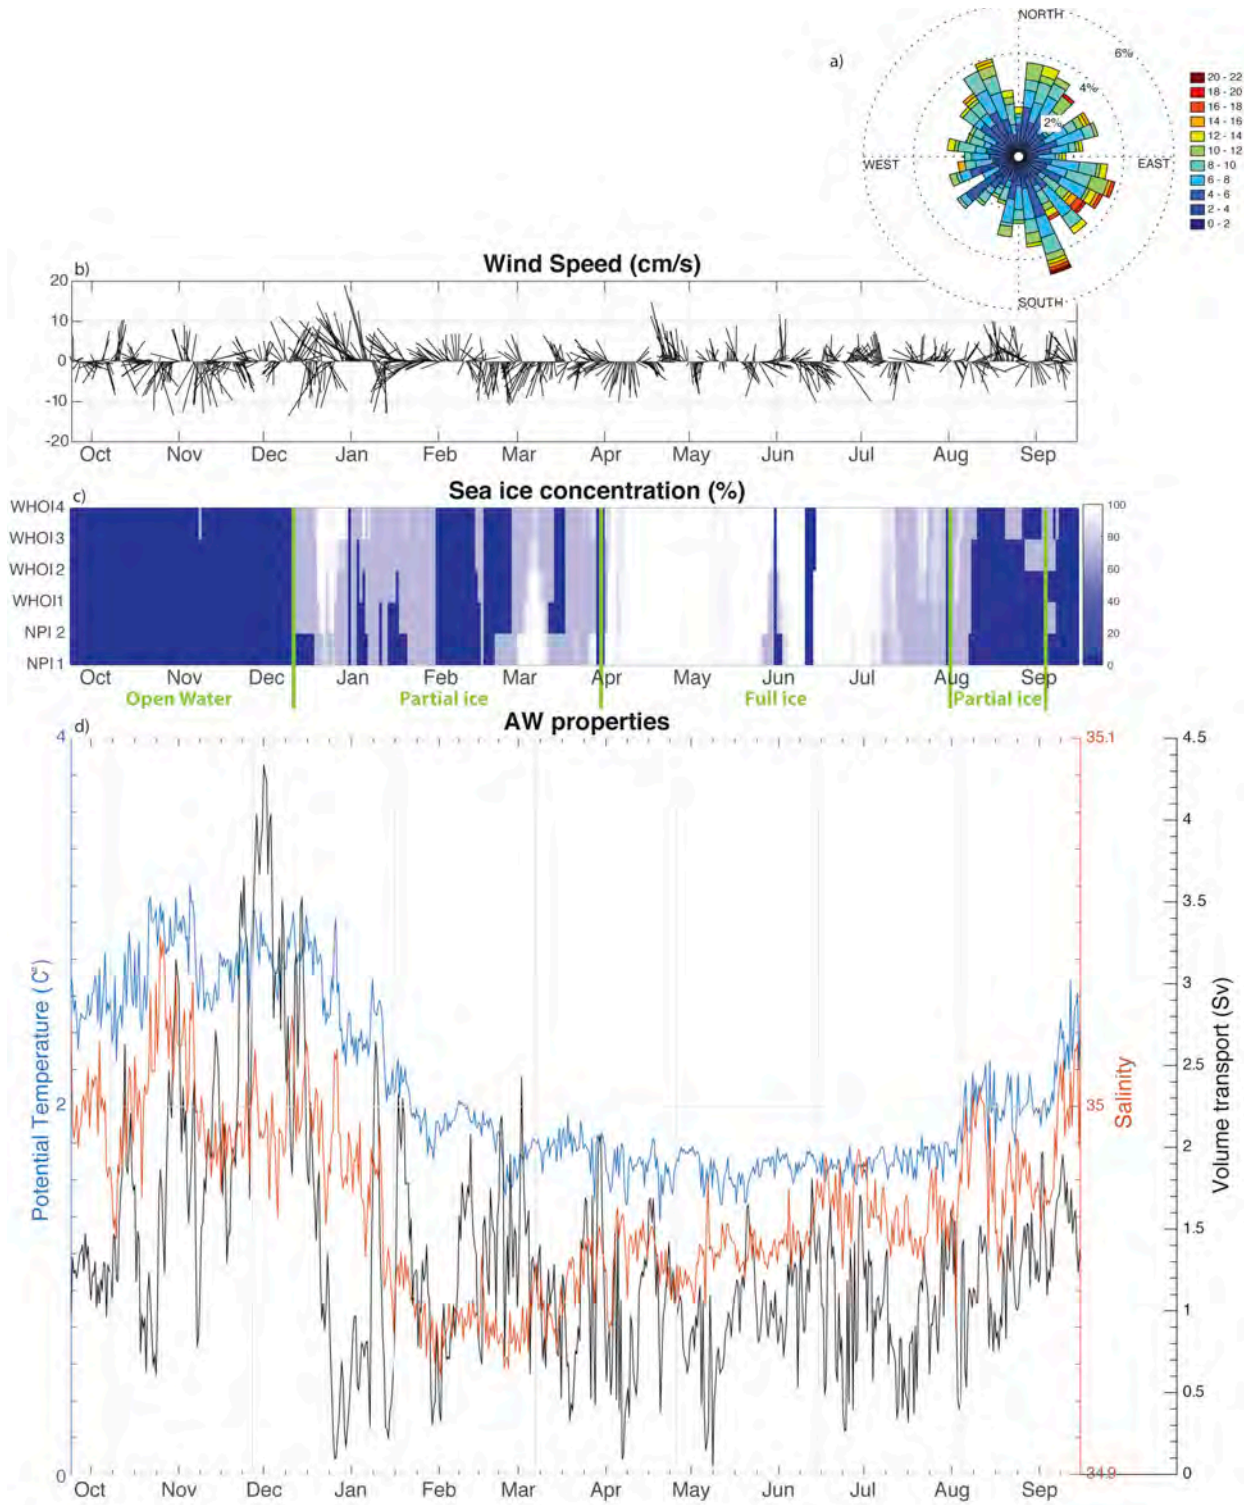 a)
NORTH
6%
4%
2%
WEST
EAST
SOUTH
20 - 22
18 - 20
16 - 18
14 - 16
12 - 14
10 - 12
8 - 10
6 - 8
4 - 6
2 - 4
0 - 2
b)
Wind Speed (cm/s)
20
10
0
-10
-20
Oct Nov Dec Jan Feb Mar Apr May Jun Jul Aug Sep
c)
Sea ice concentration (%)
WHOI4
WHOI3
WHOI2
WHOI1
NPI 2
NPI 1
100
80
60
40
20
0
Oct Nov Dec Jan Feb Mar Apr May Jun Jul Aug Sep
Open Water Partial ice Full ice Partial ice
d)
AW properties
4
2
0
Potential Temperature (C°)
35.1
35
34.9
Salinity
4.5
4
3.5
3
2.5
2
1.5
1
0.5
0
Volume transport (Sv)
Oct Nov Dec Jan Feb Mar Apr May Jun Jul Aug Sep